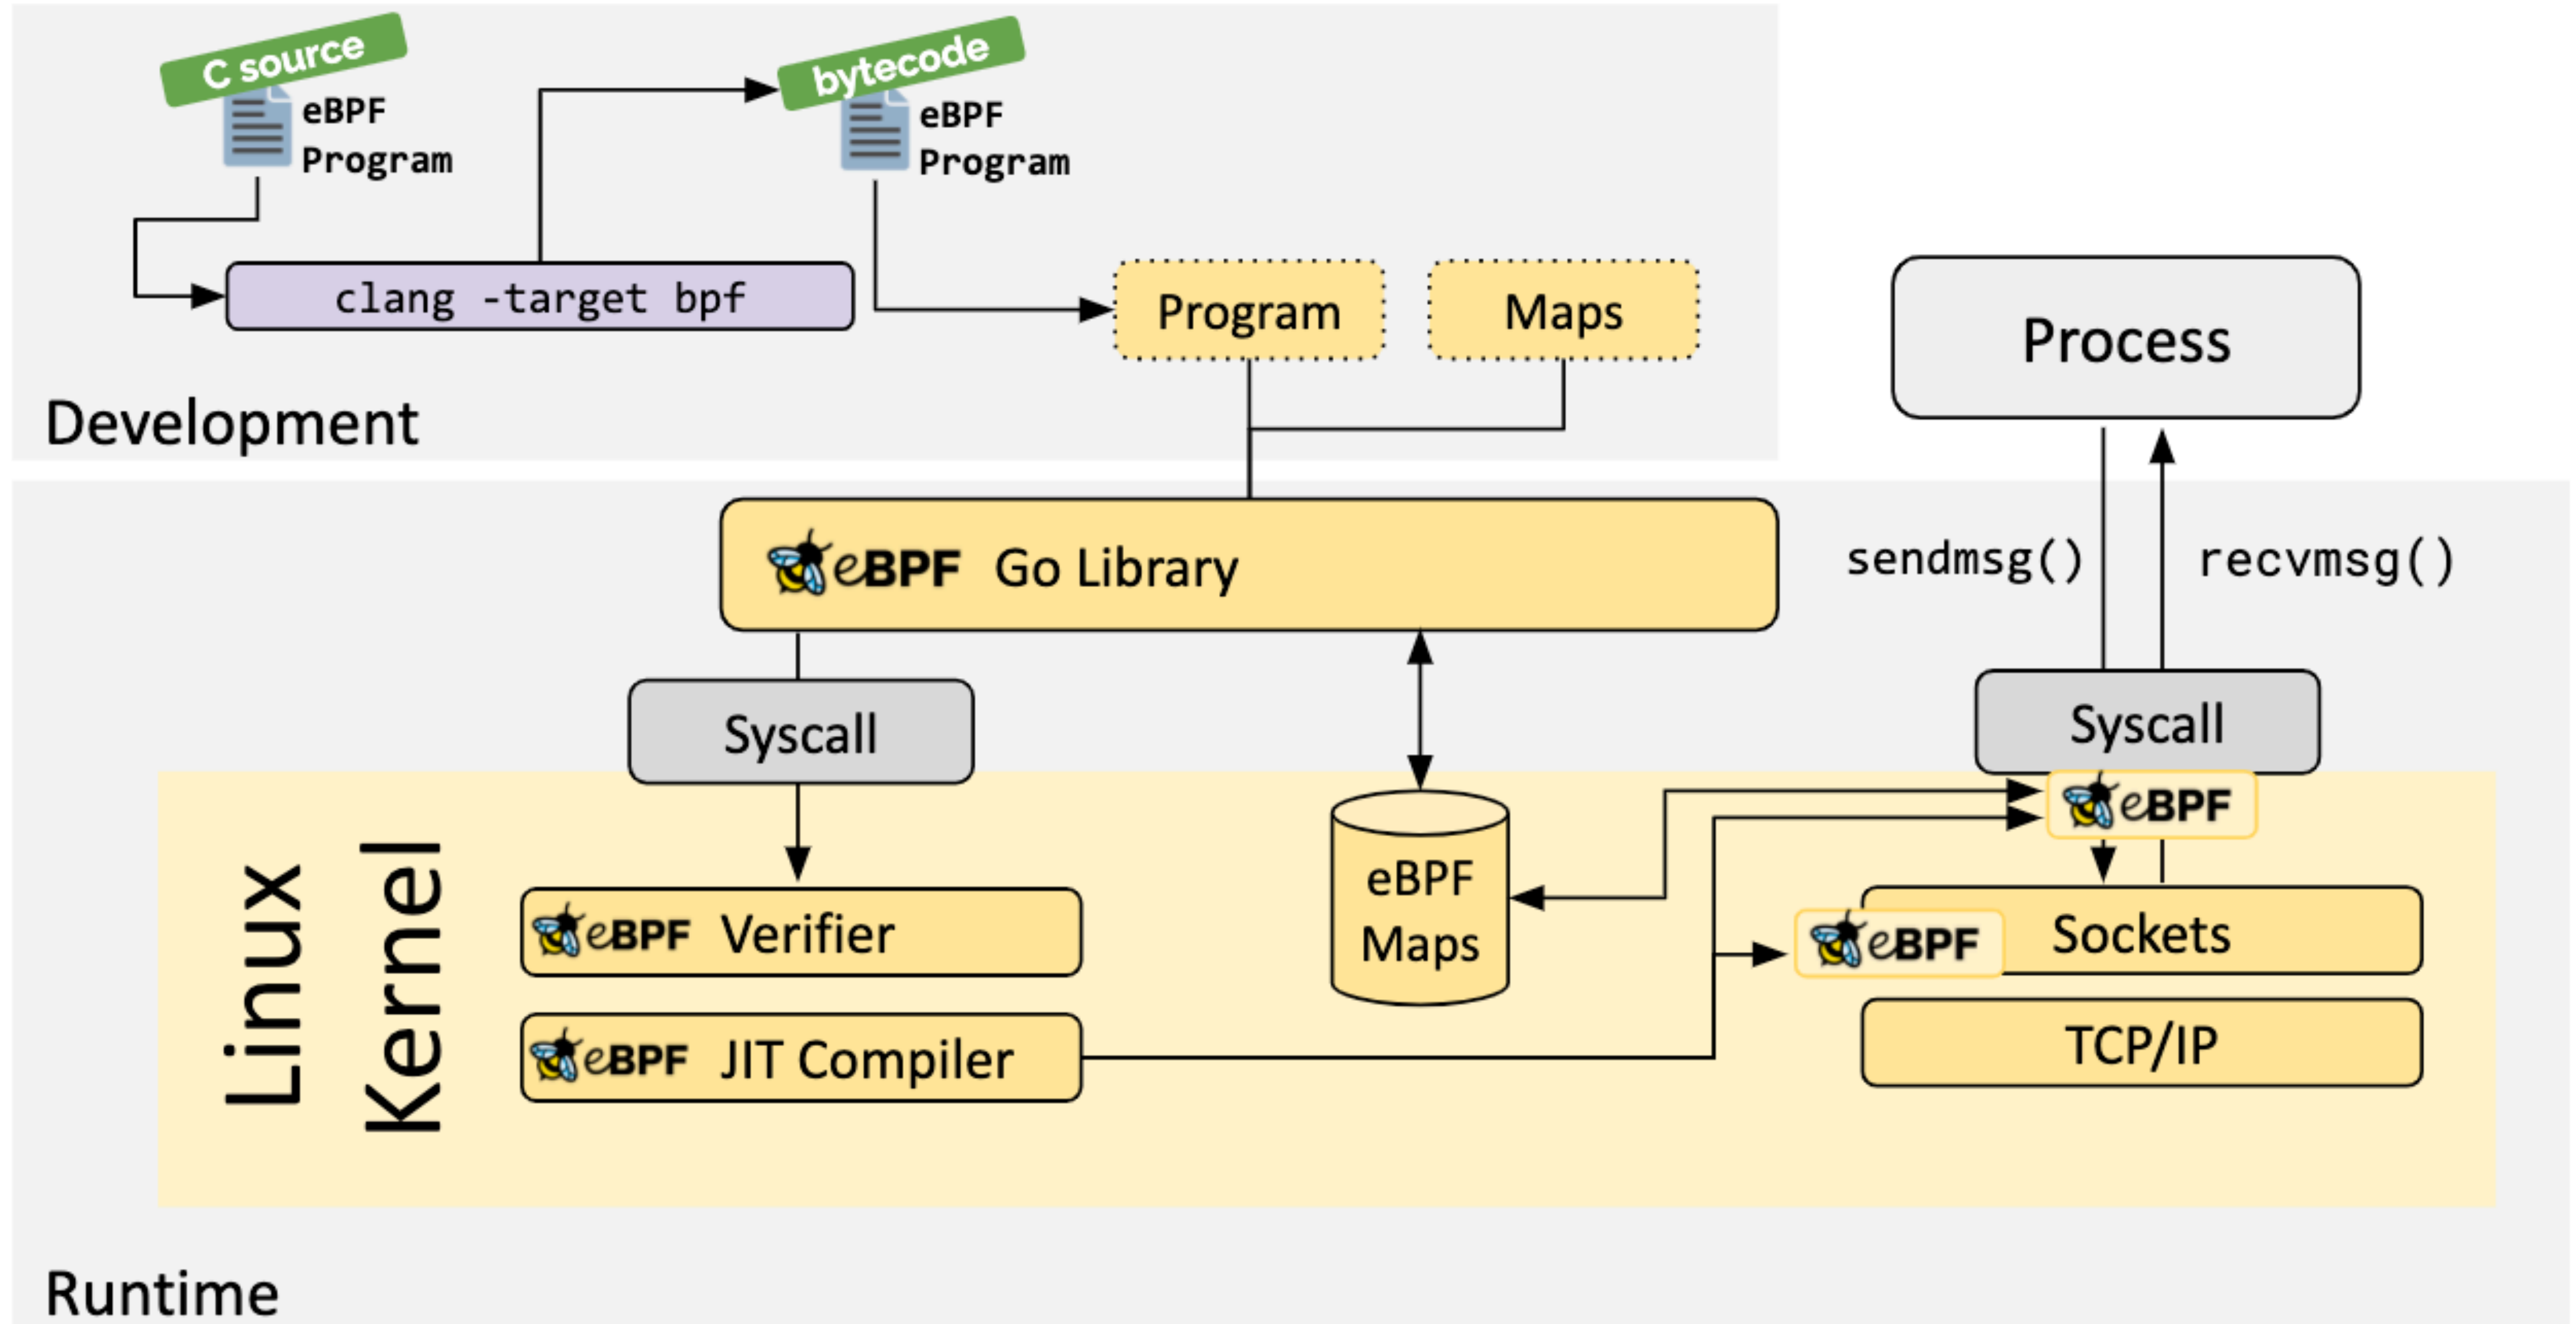 C source
eBPF
Program
bytecode
eBPF
Program
clang -target bpf
Program
Maps
Development
Process
eBPF Go Library
sendmsg()
recvmsg()
Syscall
Syscall
eBPF
Linux
Kernel
eBPF Verifier
eBPF
Maps
eBPF
Sockets
eBPF JIT Compiler
TCP/IP
Runtime